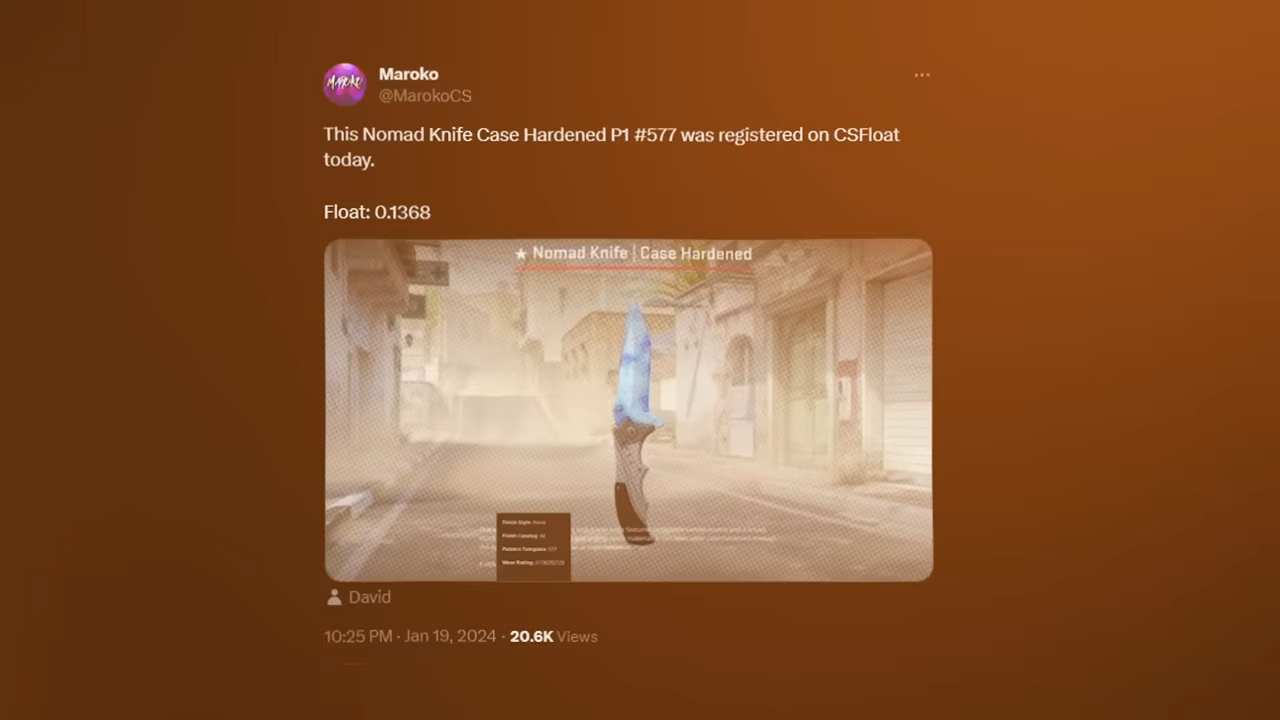 MAROKO
Maroko
@MarokoCS
This Nomad Knife Case Hardened P1 #577 was registered on CSFloat
today.
Float: 0.1368
★ Nomad Knife | Case Hardened
Finish Style:
Finish Catalog: 44
Pattern Template: 577
Wear Rating:
David
10:25 PM · Jan 19, 2024 · 20.6K Views